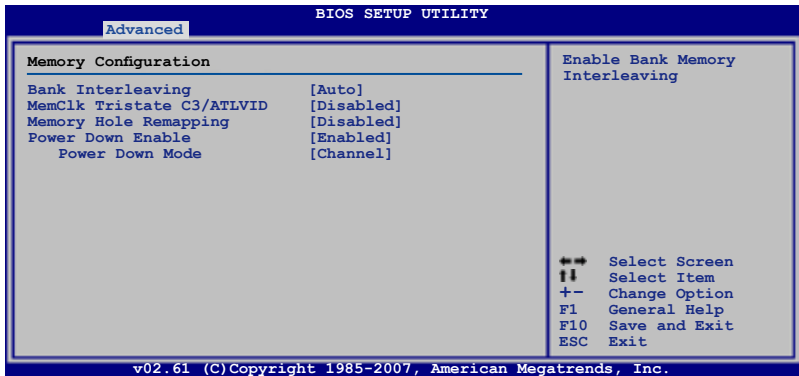 BIOS SETUP UTILITY
Advanced
Memory Configuration
Bank Interleaving [Auto]
MemClk Tristate C3/ATLVID [Disabled]
Memory Hole Remapping [Disabled]
Power Down Enable [Enabled]
Power Down Mode [Channel]
Enable Bank Memory
Interleaving
←→ Select Screen
↑↓ Select Item
+- Change Option
F1 General Help
F10 Save and Exit
ESC Exit
v02.61 (C)Copyright 1985-2007, American Megatrends, Inc.